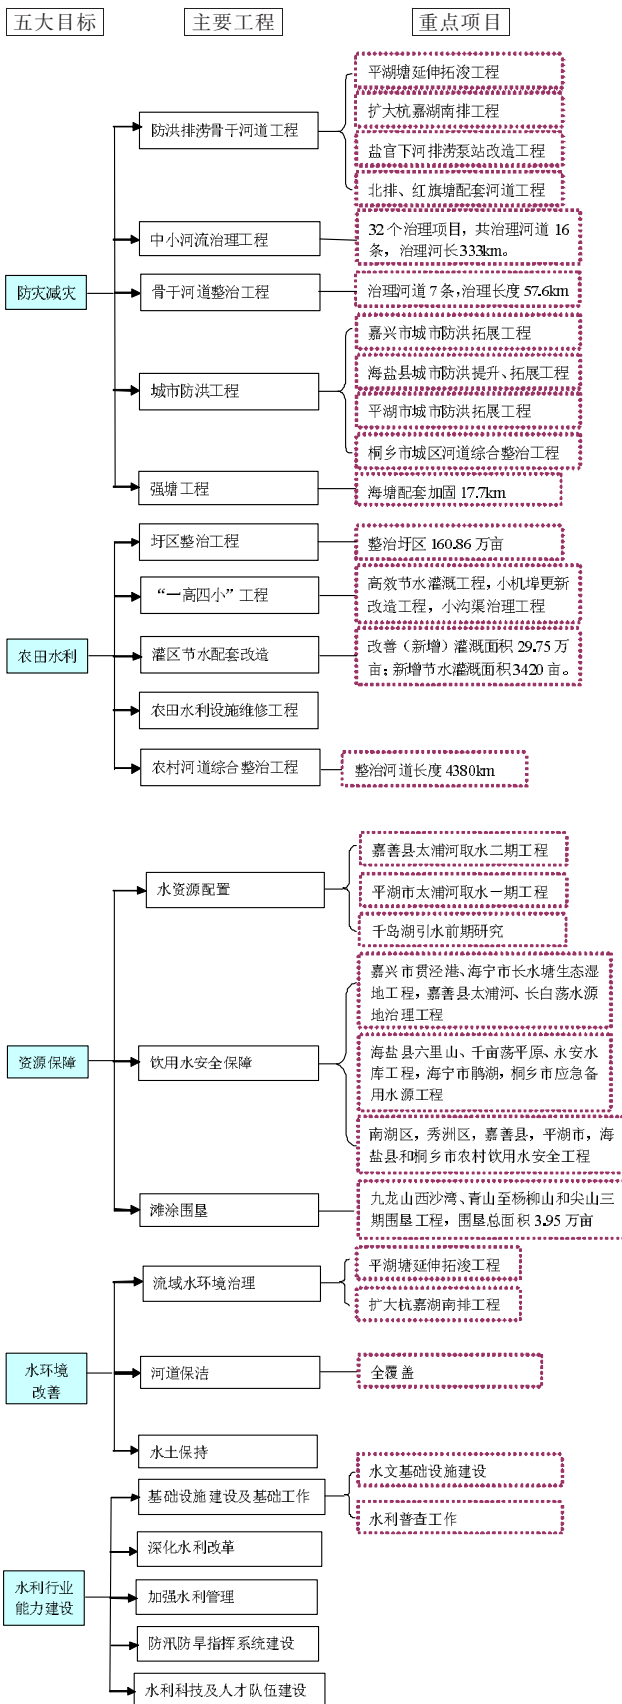 五大目标 主要工程 重点项目
防灾减灾
防洪排涝骨干河道工程
平湖塘延伸拓浚工程
扩大杭嘉湖南排工程
盐官下河排涝泵站改造工程
北排、红旗塘配套河道工程
中小河流治理工程
32个治理项目，共治理河道16
条，治理河长333km。
骨干河道整治工程
治理河道7条,治理长度57.6km
城市防洪工程
嘉兴市城市防洪拓展工程
海盐县城市防洪提升、拓展工程
平湖市城市防洪拓展工程
桐乡市城区河道综合整治工程
强塘工程
海塘配套加固17.7km
农田水利
圩区整治工程
整治圩区160.86万亩
“一高四小”工程
高效节水灌溉工程，小机埠更新
改造工程，小沟渠治理工程
灌区节水配套改造
改善（新增）灌溉面积29.75万
亩；新增节水灌溉面积3420亩。
农田水利设施维修工程
农村河道综合整治工程
整治河道长度4380km
资源保障
水资源配置
嘉善县太浦河取水二期工程
平湖市太浦河取水一期工程
千岛湖引水前期研究
饮用水安全保障
嘉兴市贯泾港、海宁市长水塘生态湿
地工程，嘉善县太浦河、长白荡水源
地治理工程
海盐县六里山、千亩荡平原、永安水
库工程，海宁市鹃湖，桐乡市应急备
用水源工程
南湖区，秀洲区，嘉善县，平湖市，海
盐县和桐乡市农村饮用水安全工程
滩涂围垦
九龙山西沙湾、青山至杨柳山和尖山三
期围垦工程，围垦总面积3.95万亩
水环境
改善
流域水环境治理
平湖塘延伸拓浚工程
扩大杭嘉湖南排工程
河道保洁
全覆盖
水土保持
水利行业
能力建设
基础设施建设及基础工作
水文基础设施建设
水利普查工作
深化水利改革
加强水利管理
防汛防旱指挥系统建设
水利科技及人才队伍建设